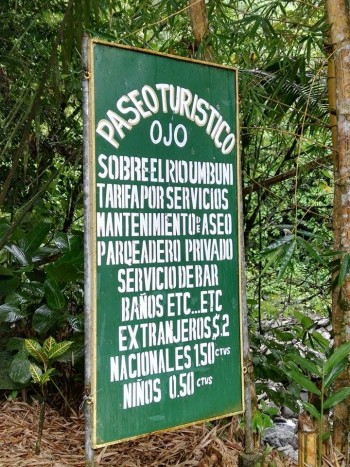 PASEO TURISTICO
OJO
SOBRE EL RIO UMBUNI
TARIFA POR SERVICIOS
MANTENIMIENTO DE ASEO
PARQEADERO PRIVADO
SERVICIO DE BAR
BAÑOS ETC...ETC
EXTRANJEROS $.2
NACIONALES 1.50 CTVS
NIÑOS 0.50 CTVS